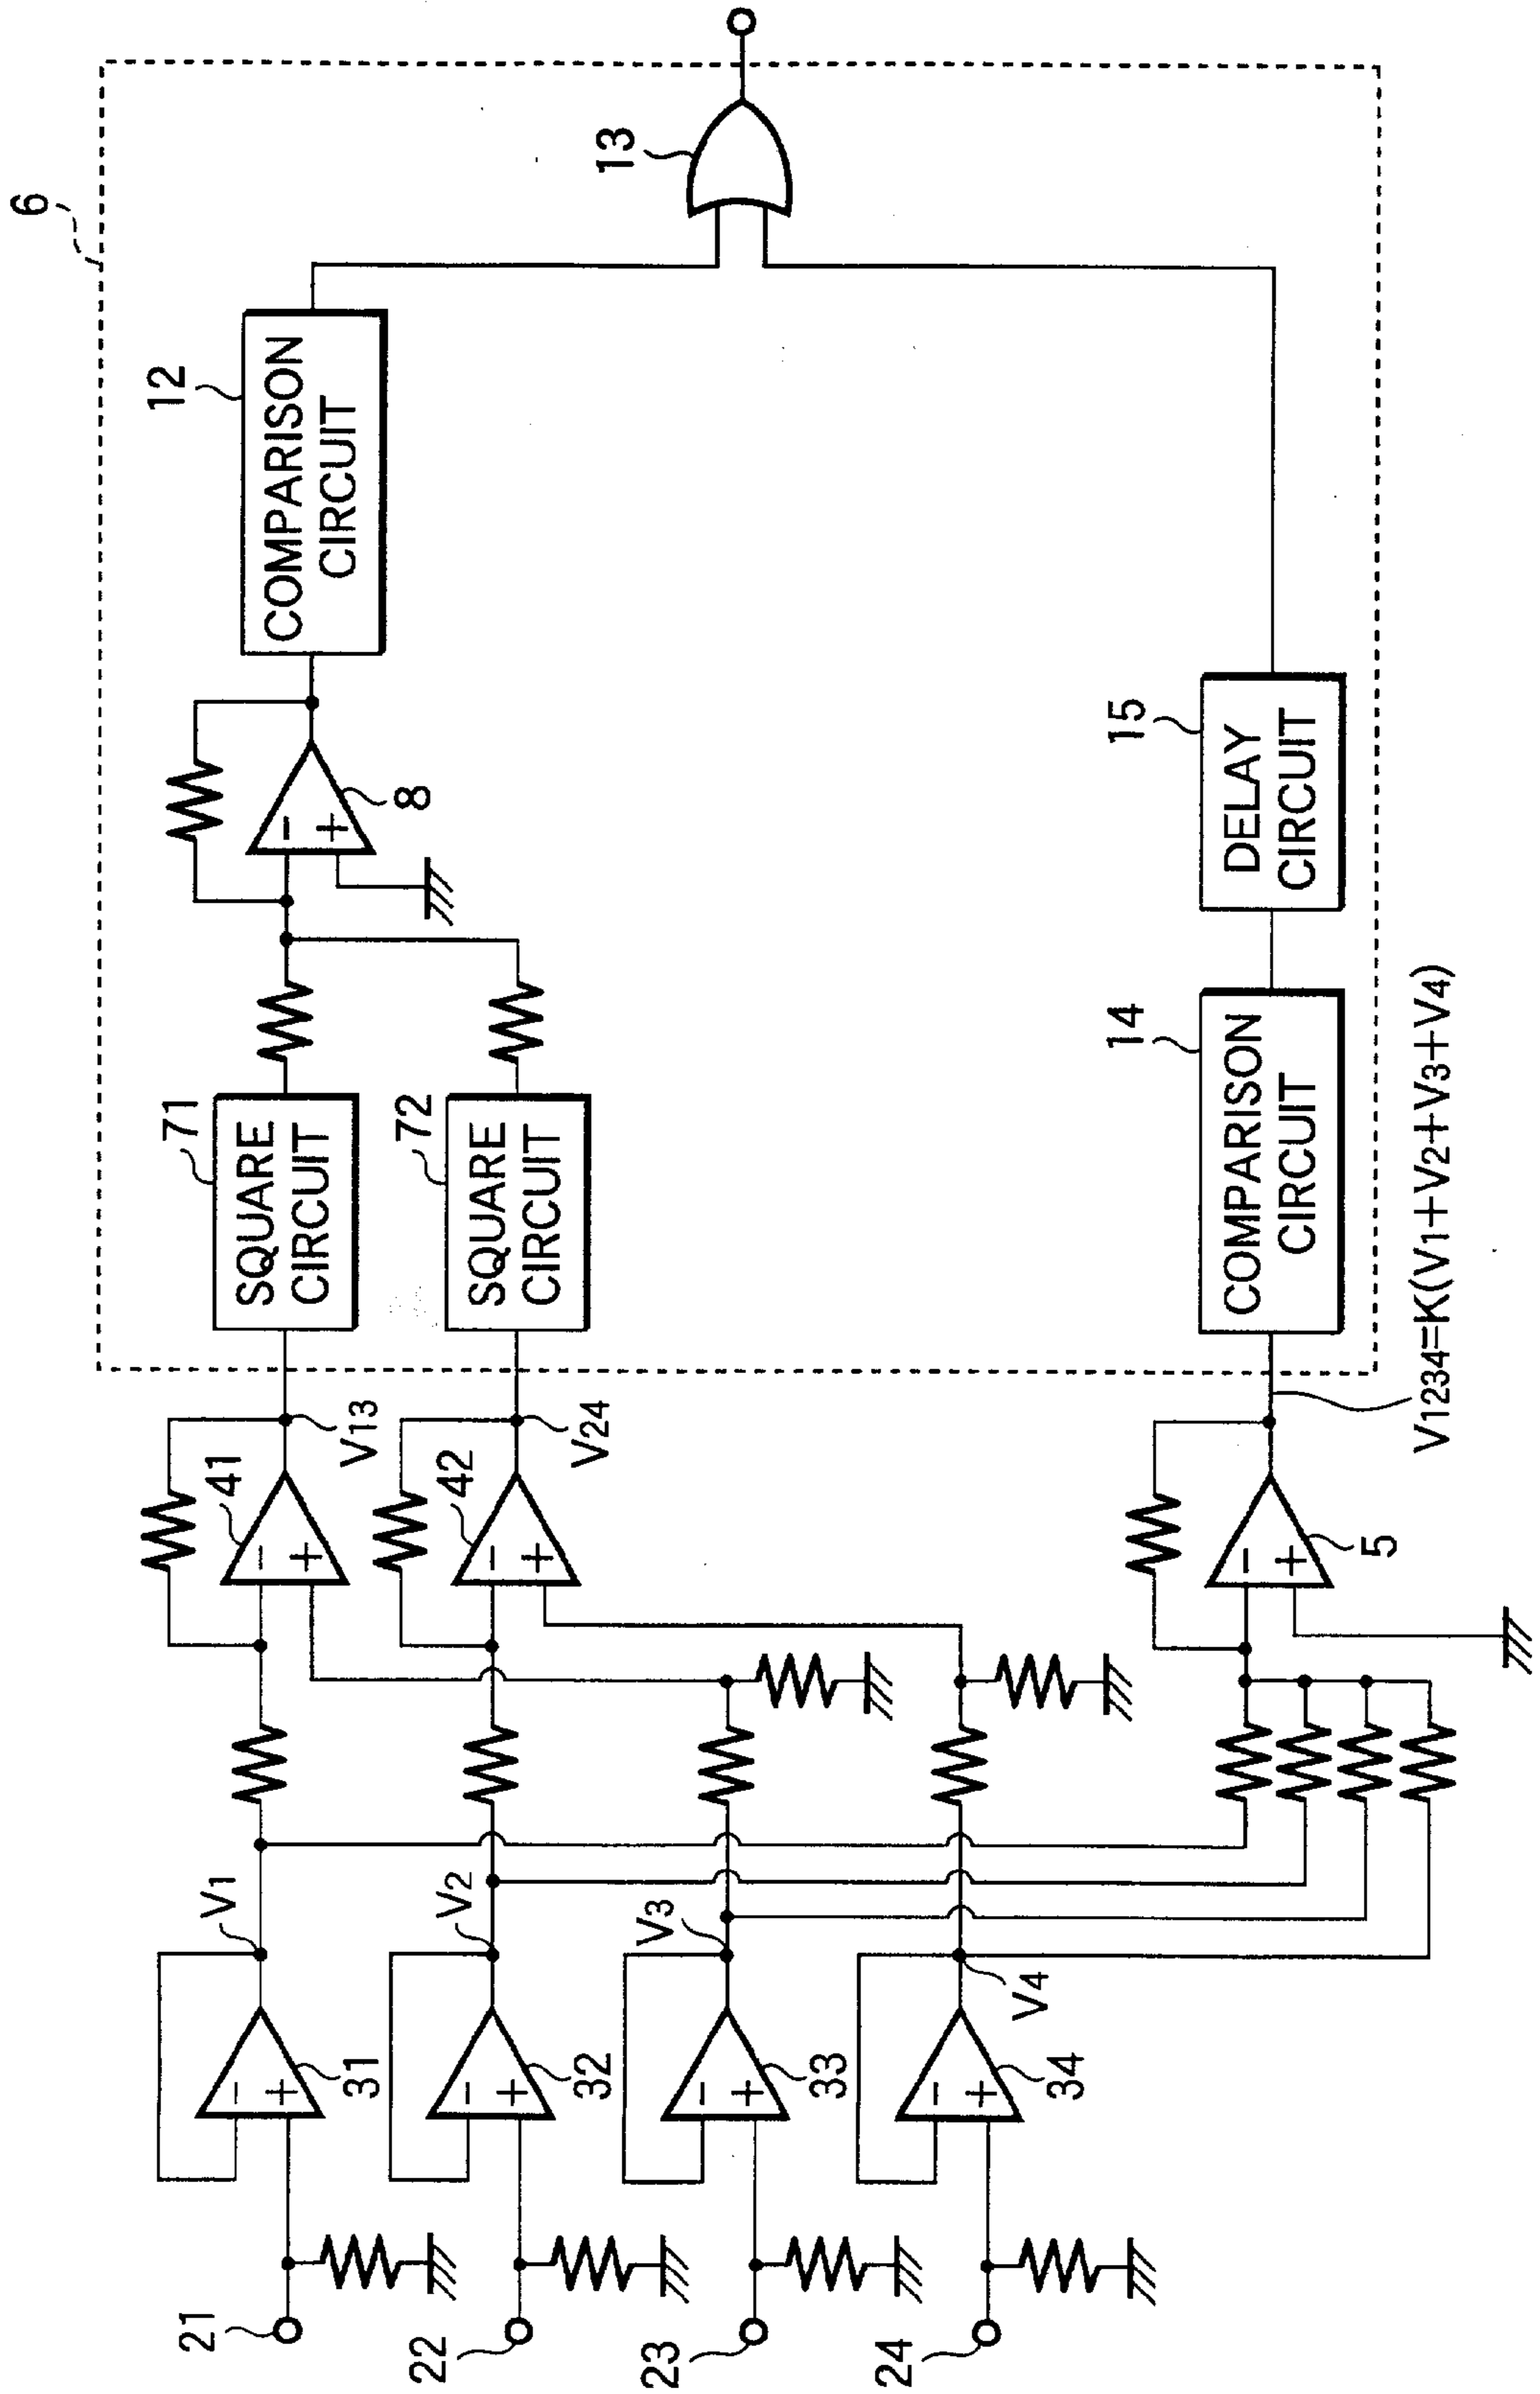 6
13
12
COMPARISON
CIRCUIT
8
-
+
71
SQUARE
CIRCUIT
72
SQUARE
CIRCUIT
15
DELAY
CIRCUIT
14
COMPARISON
CIRCUIT
V1234=K(V1+V2+V3+V4)
V13
41
-
+
V24
42
-
+
5
-
+
V1
V2
V3
V4
31
-
+
32
-
+
33
-
+
34
-
+
21
22
23
24